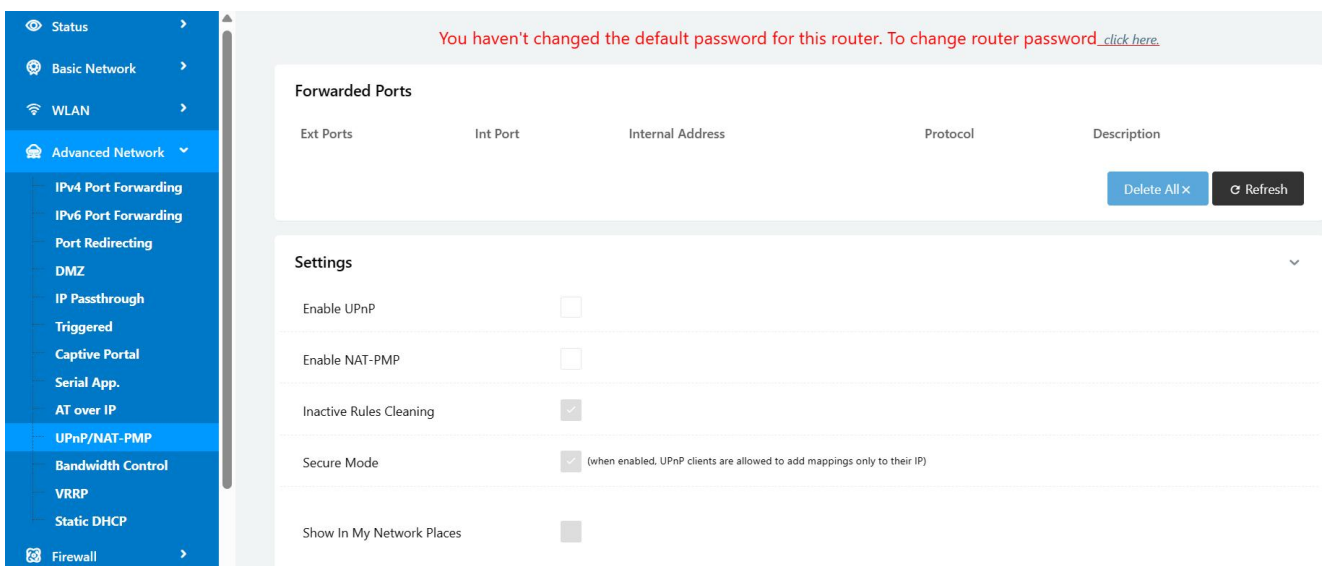 Status
Basic Network
WLAN
Advanced Network
IPv4 Port Forwarding
IPv6 Port Forwarding
Port Redirecting
DMZ
IP Passthrough
Triggered
Captive Portal
Serial App.
AT over IP
UPnP/NAT-PMP
Bandwidth Control
VRRP
Static DHCP
Firewall
You haven't changed the default password for this router. To change router password click here.
Forwarded Ports
Ext Ports Int Port Internal Address Protocol Description
Delete All × Refresh
Settings
Enable UPnP
Enable NAT-PMP
Inactive Rules Cleaning
Secure Mode (when enabled, UPnP clients are allowed to add mappings only to their IP)
Show In My Network Places